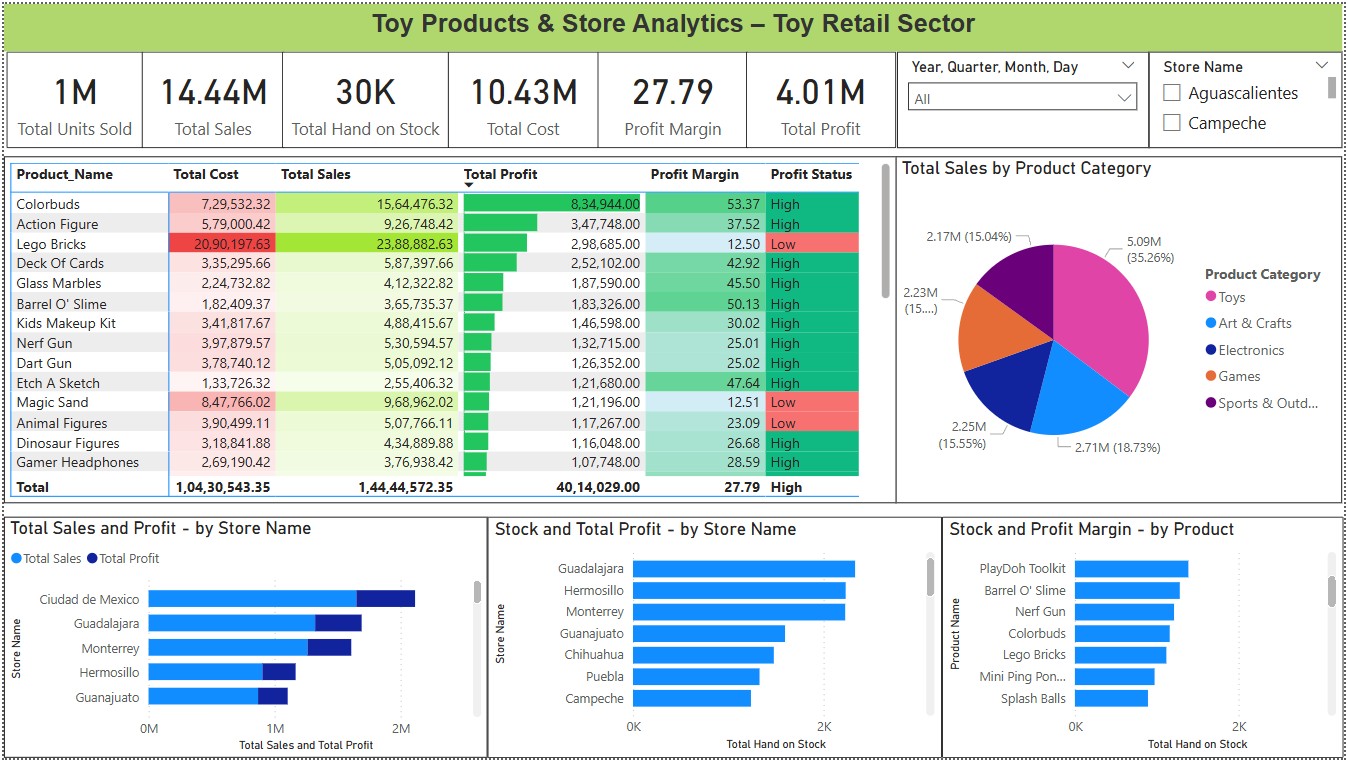 Toy Products & Store Analytics – Toy Retail Sector
1M
Total Units Sold
14.44M
Total Sales
30K
Total Hand on Stock
10.43M
Total Cost
27.79
Profit Margin
4.01M
Total Profit
Year, Quarter, Month, Day
All
Store Name
Aguascalientes
Campeche
Product_Name Total Cost Total Sales Total Profit Profit Margin Profit Status
Colorbuds 7,29,532.32 15,64,476.32 8,34,944.00 53.37 High
Action Figure 5,79,000.42 9,26,748.42 3,47,748.00 37.52 High
Lego Bricks 20,90,197.63 23,88,882.63 2,98,685.00 12.50 Low
Deck Of Cards 3,35,295.66 5,87,397.66 2,52,102.00 42.92 High
Glass Marbles 2,24,732.82 4,12,322.82 1,87,590.00 45.50 High
Barrel O' Slime 1,82,409.37 3,65,735.37 1,83,326.00 50.13 High
Kids Makeup Kit 3,41,817.67 4,88,415.67 1,46,598.00 30.02 High
Nerf Gun 3,97,879.57 5,30,594.57 1,32,715.00 25.01 High
Dart Gun 3,78,740.12 5,05,092.12 1,26,352.00 25.02 High
Etch A Sketch 1,33,726.32 2,55,406.32 1,21,680.00 47.64 High
Magic Sand 8,47,766.02 9,68,962.02 1,21,196.00 12.51 Low
Animal Figures 3,90,499.11 5,07,766.11 1,17,267.00 23.09 Low
Dinosaur Figures 3,18,841.88 4,34,889.88 1,16,048.00 26.68 High
Gamer Headphones 2,69,190.42 3,76,938.42 1,07,748.00 28.59 High
Total 1,04,30,543.35 1,44,44,572.35 40,14,029.00 27.79 High
Total Sales by Product Category
2.17M (15.04%)
5.09M
(35.26%)
2.23M
(15....)
2.25M
(15.55%)
2.71M (18.73%)
Product Category
Toys
Art & Crafts
Electronics
Games
Sports & Outd...
Total Sales and Profit - by Store Name
Total Sales Total Profit
Store Name
Ciudad de Mexico
Guadalajara
Monterrey
Hermosillo
Guanajuato
0M 1M 2M
Total Sales and Total Profit
Stock and Total Profit - by Store Name
Store Name
Guadalajara
Hermosillo
Monterrey
Guanajuato
Chihuahua
Puebla
Campeche
0K 2K
Total Hand on Stock
Stock and Profit Margin - by Product
Product Name
PlayDoh Toolkit
Barrel O' Slime
Nerf Gun
Colorbuds
Lego Bricks
Mini Ping Pon...
Splash Balls
0K 2K
Total Hand on Stock